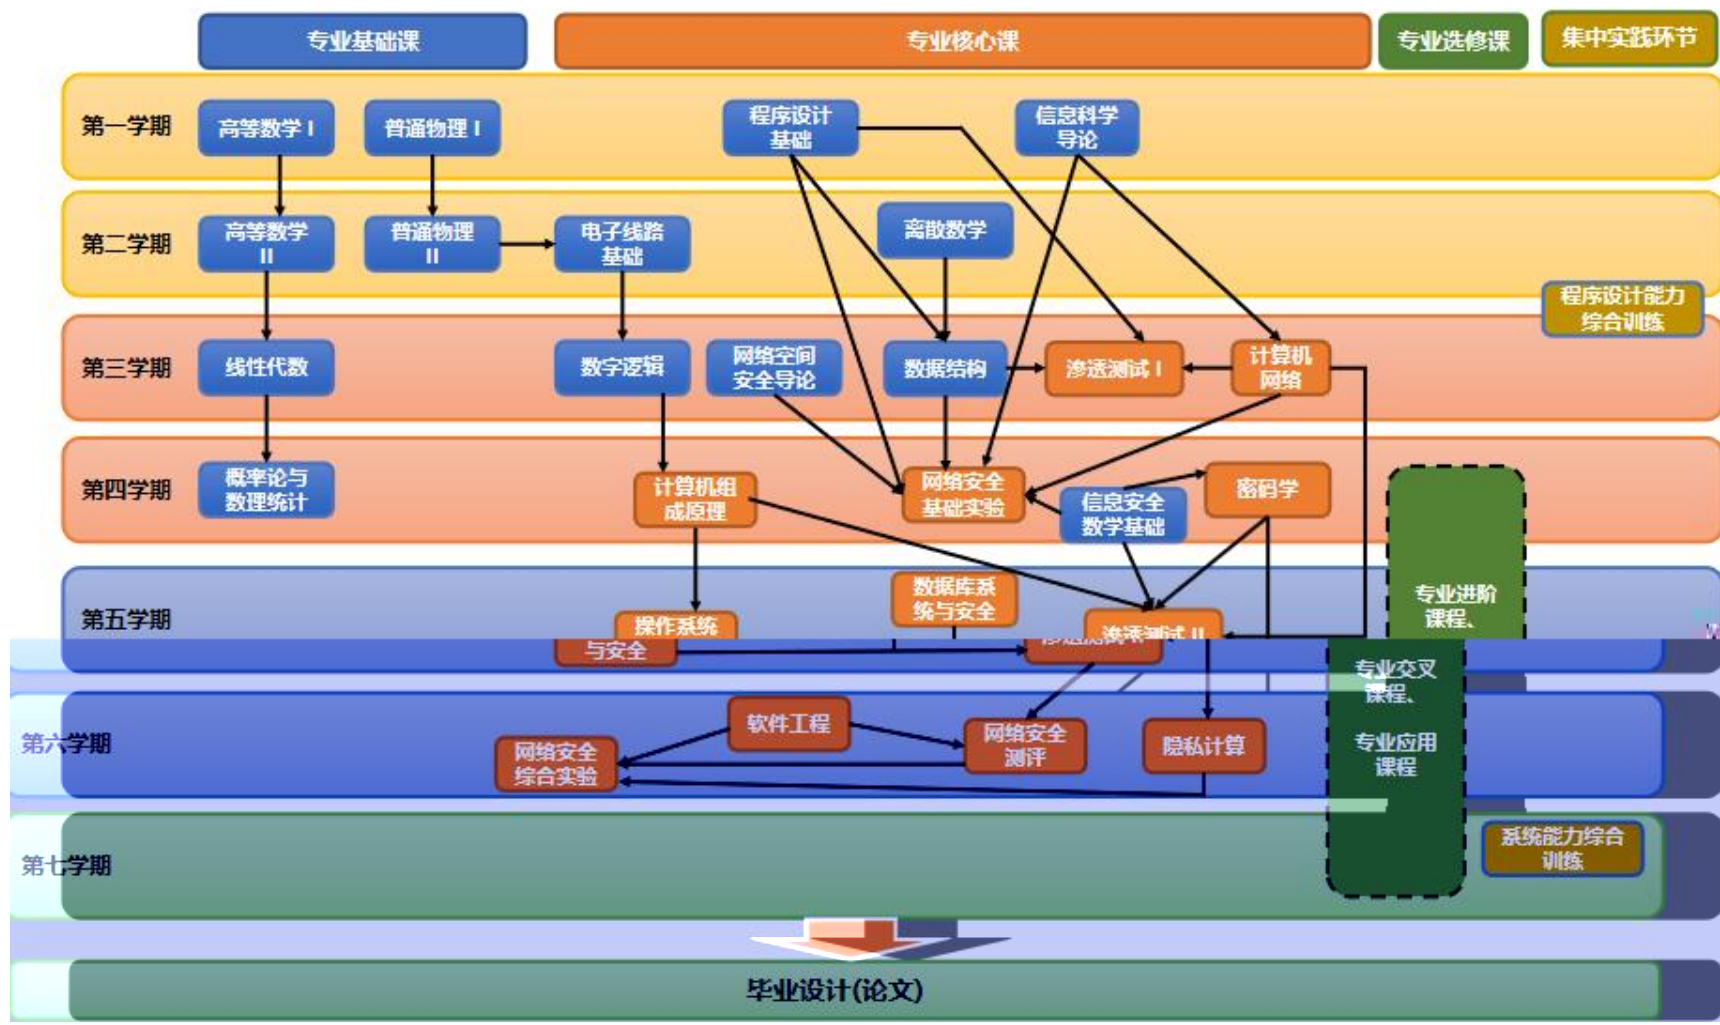 专业基础课
专业核心课
专业选修课
集中实践环节
第一学期
高等数学 I
普通物理 I
程序设计
基础
信息科学
导论
第二学期
高等数学
II
普通物理
II
电子线路
基础
离散数学
程序设计能力
综合训练
第三学期
线性代数
数字逻辑
网络空间
安全导论
数据结构
渗透测试 I
计算机
网络
第四学期
概率论与
数理统计
计算机组
成原理
网络安全
基础实验
信息安全
数学基础
密码学
第五学期
操作系统
与安全
数据库系
统与安全
渗透测试 II
专业进阶
课程、
专业交叉
课程、
专业应用
课程
第六学期
网络安全
综合实验
软件工程
网络安全
测评
隐私计算
第七学期
系统能力综合
训练
毕业设计(论文)